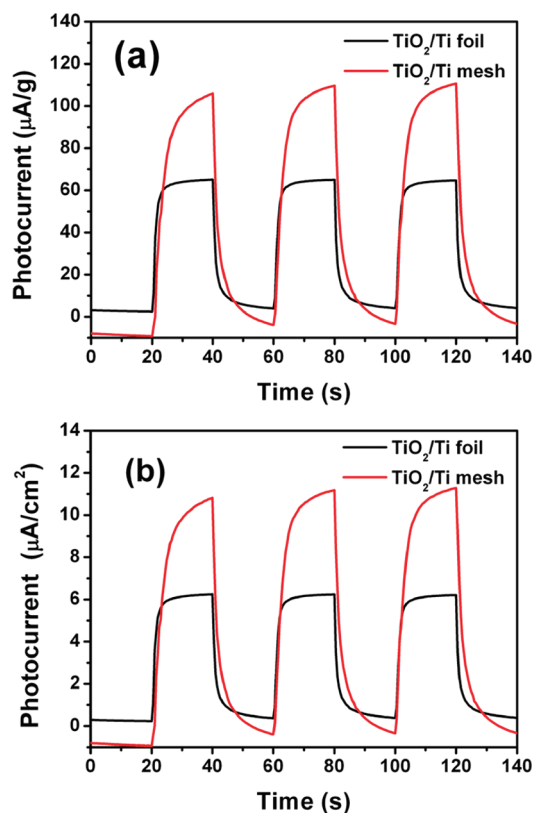 (a)
TiO₂/Ti foil
TiO₂/Ti mesh
Photocurrent (μA/g)
140
120
100
80
60
40
20
0
0 20 40 60 80 100 120 140
Time (s)
(b)
TiO₂/Ti foil
TiO₂/Ti mesh
Photocurrent (μA/cm²)
14
12
10
8
6
4
2
0
0 20 40 60 80 100 120 140
Time (s)